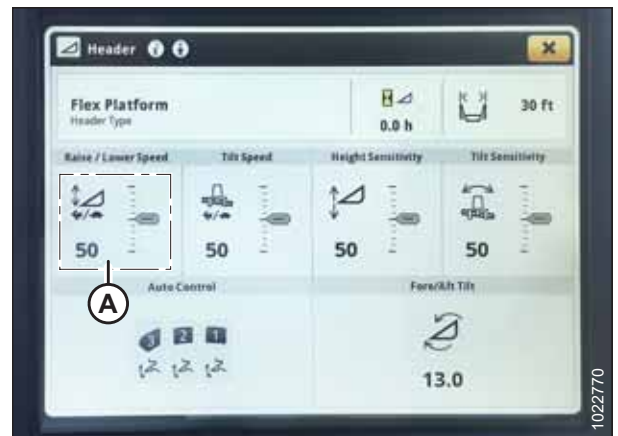 Header
Flex Platform
Header Type
0.0 h
30 ft
Raise / Lower Speed
Tilt Speed
Height Sensitivity
Tilt Sensitivity
50
50
50
50
A
Auto Control
Fore/Aft Tilt
3 2 1
13.0
1022770